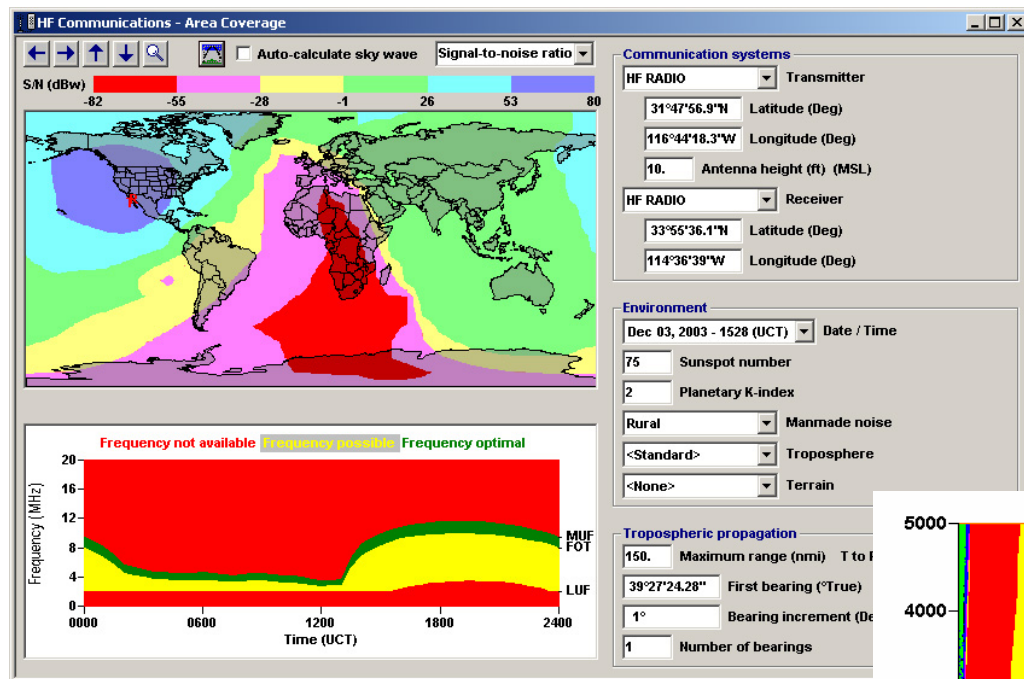 HF Communications - Area Coverage
Auto-calculate sky wave
Signal-to-noise ratio
S/N (dBw)
-82 -55 -28 -1 26 53 80
Frequency not available Frequency possible Frequency optimal
Frequency (MHz)
20
16
12
8
4
0
MUF
FOT
LUF
0000 0600 1200 1800 2400
Time (UCT)
Communication systems
HF RADIO Transmitter
31°47'56.9"N Latitude (Deg)
116°44'18.3"W Longitude (Deg)
10. Antenna height (ft) (MSL)
HF RADIO Receiver
33°55'36.1"N Latitude (Deg)
114°36'39"W Longitude (Deg)
Environment
Dec 03, 2003 - 1528 (UCT) Date / Time
75 Sunspot number
2 Planetary K-index
Rural Manmade noise
<Standard> Troposphere
<None> Terrain
Tropospheric propagation
150. Maximum range (nmi) T to
39°27'24.28" First bearing (°True)
1° Bearing increment
1 Number of bearings
5000
4000